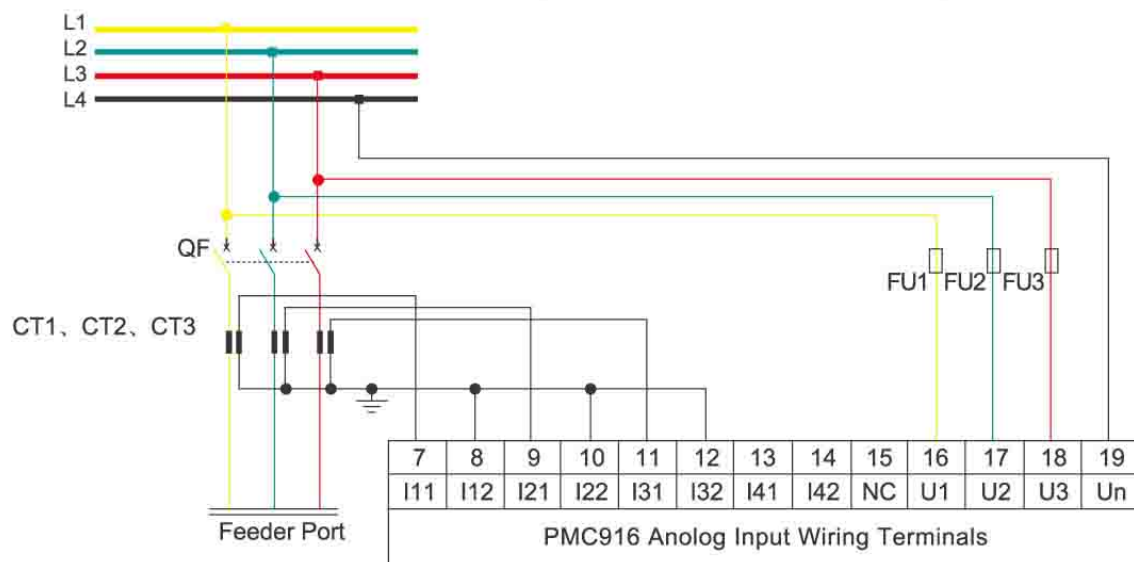 L1
L2
L3
L4
QF
FU1 FU2 FU3
CT1、CT2、CT3
7 8 9 10 11 12 13 14 15 16 17 18 19
I11 I12 I21 I22 I31 I32 I41 I42 NC U1 U2 U3 Un
Feeder Port
PMC916 Anolog Input Wiring Terminals